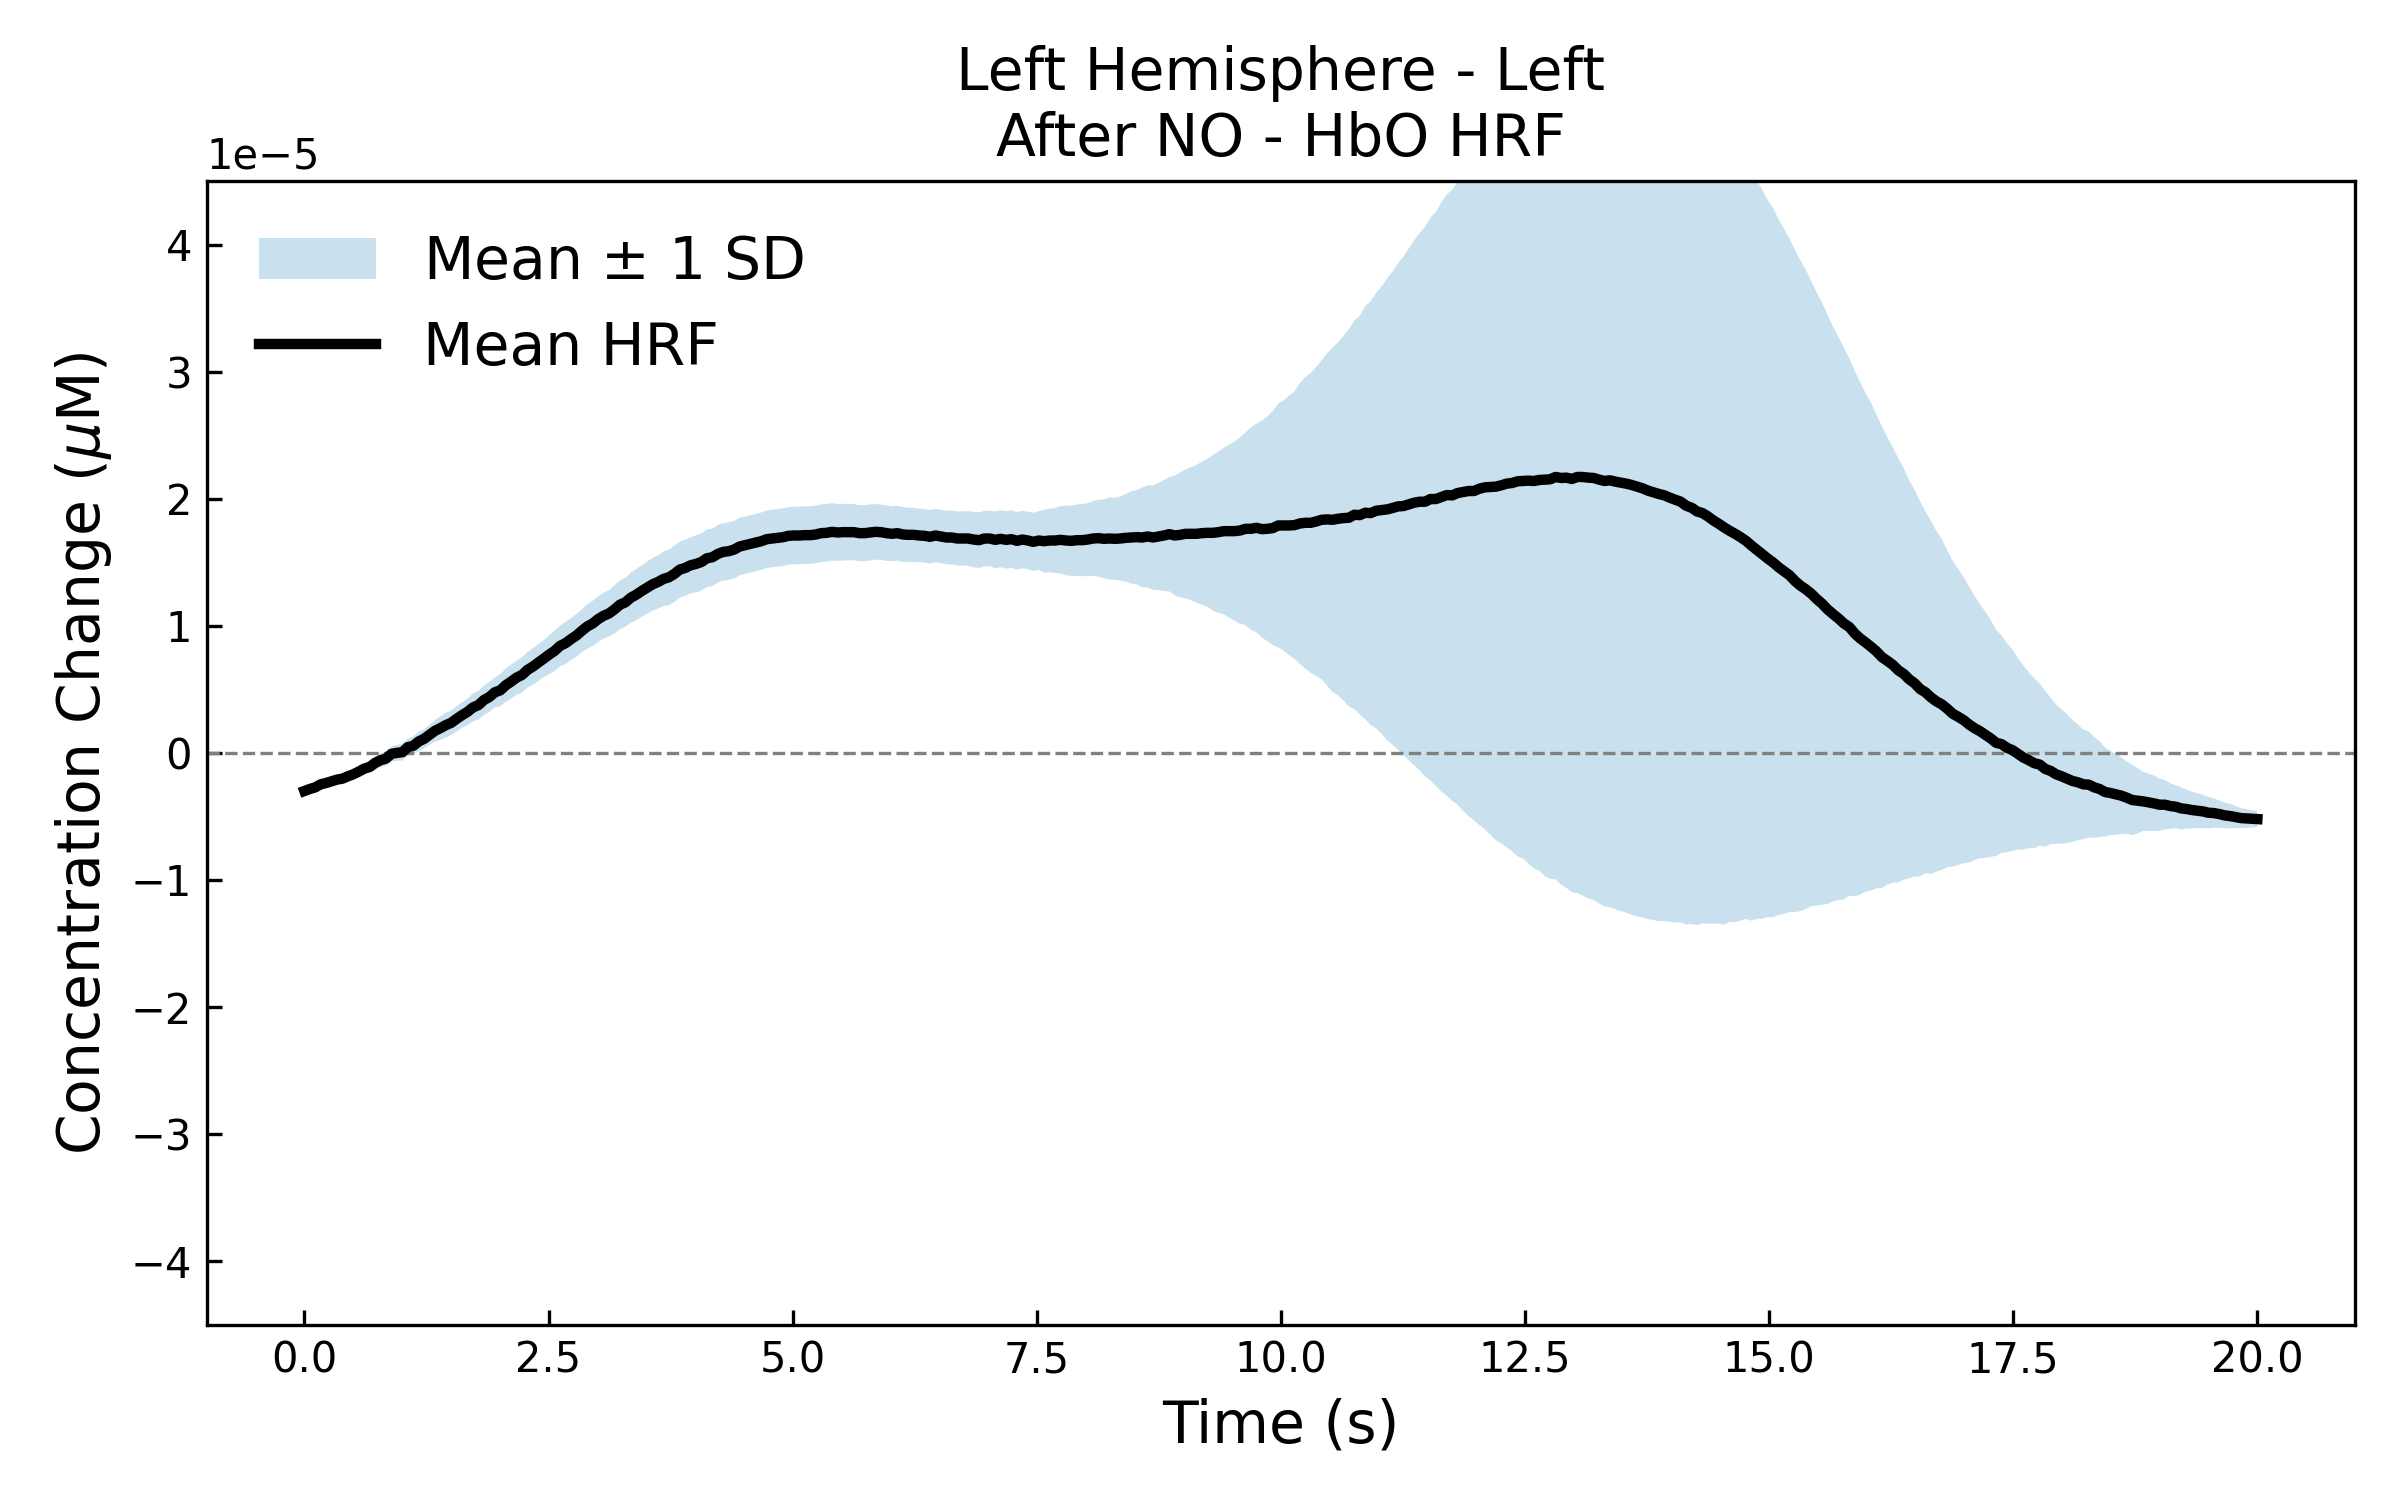 Left Hemisphere - Left
After NO - HbO HRF
1e−5
Mean ± 1 SD
Mean HRF
Concentration Change (μM)
4
3
2
1
0
−1
−2
−3
−4
0.0 2.5 5.0 7.5 10.0 12.5 15.0 17.5 20.0
Time (s)